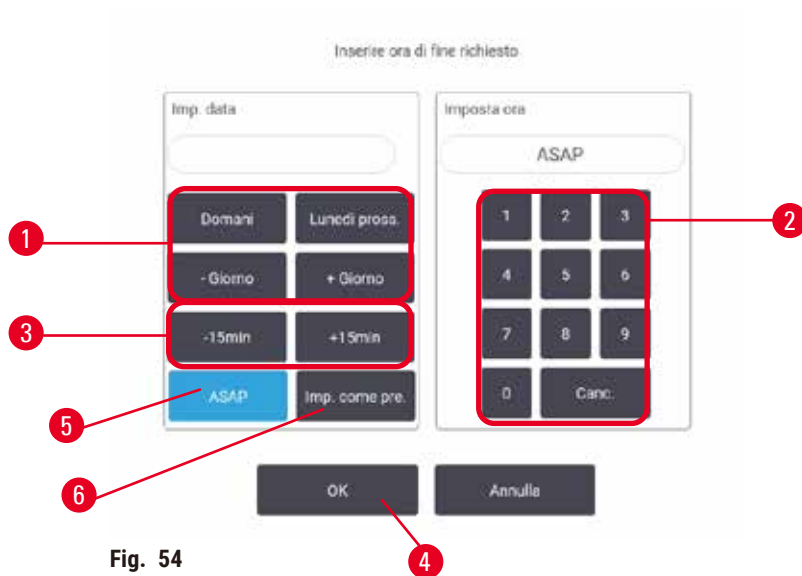 Inserire ora di fine richiesto
Imp. data
Imposta ora
ASAP
Domani
Lunedì pross.
- Giorno
+ Giorno
-15min
+15min
ASAP
Imp. come pre.
1 2 3
4 5 6
7 8 9
0 Canc.
OK
Annulla
1
2
3
5
6
4
Fig. 54